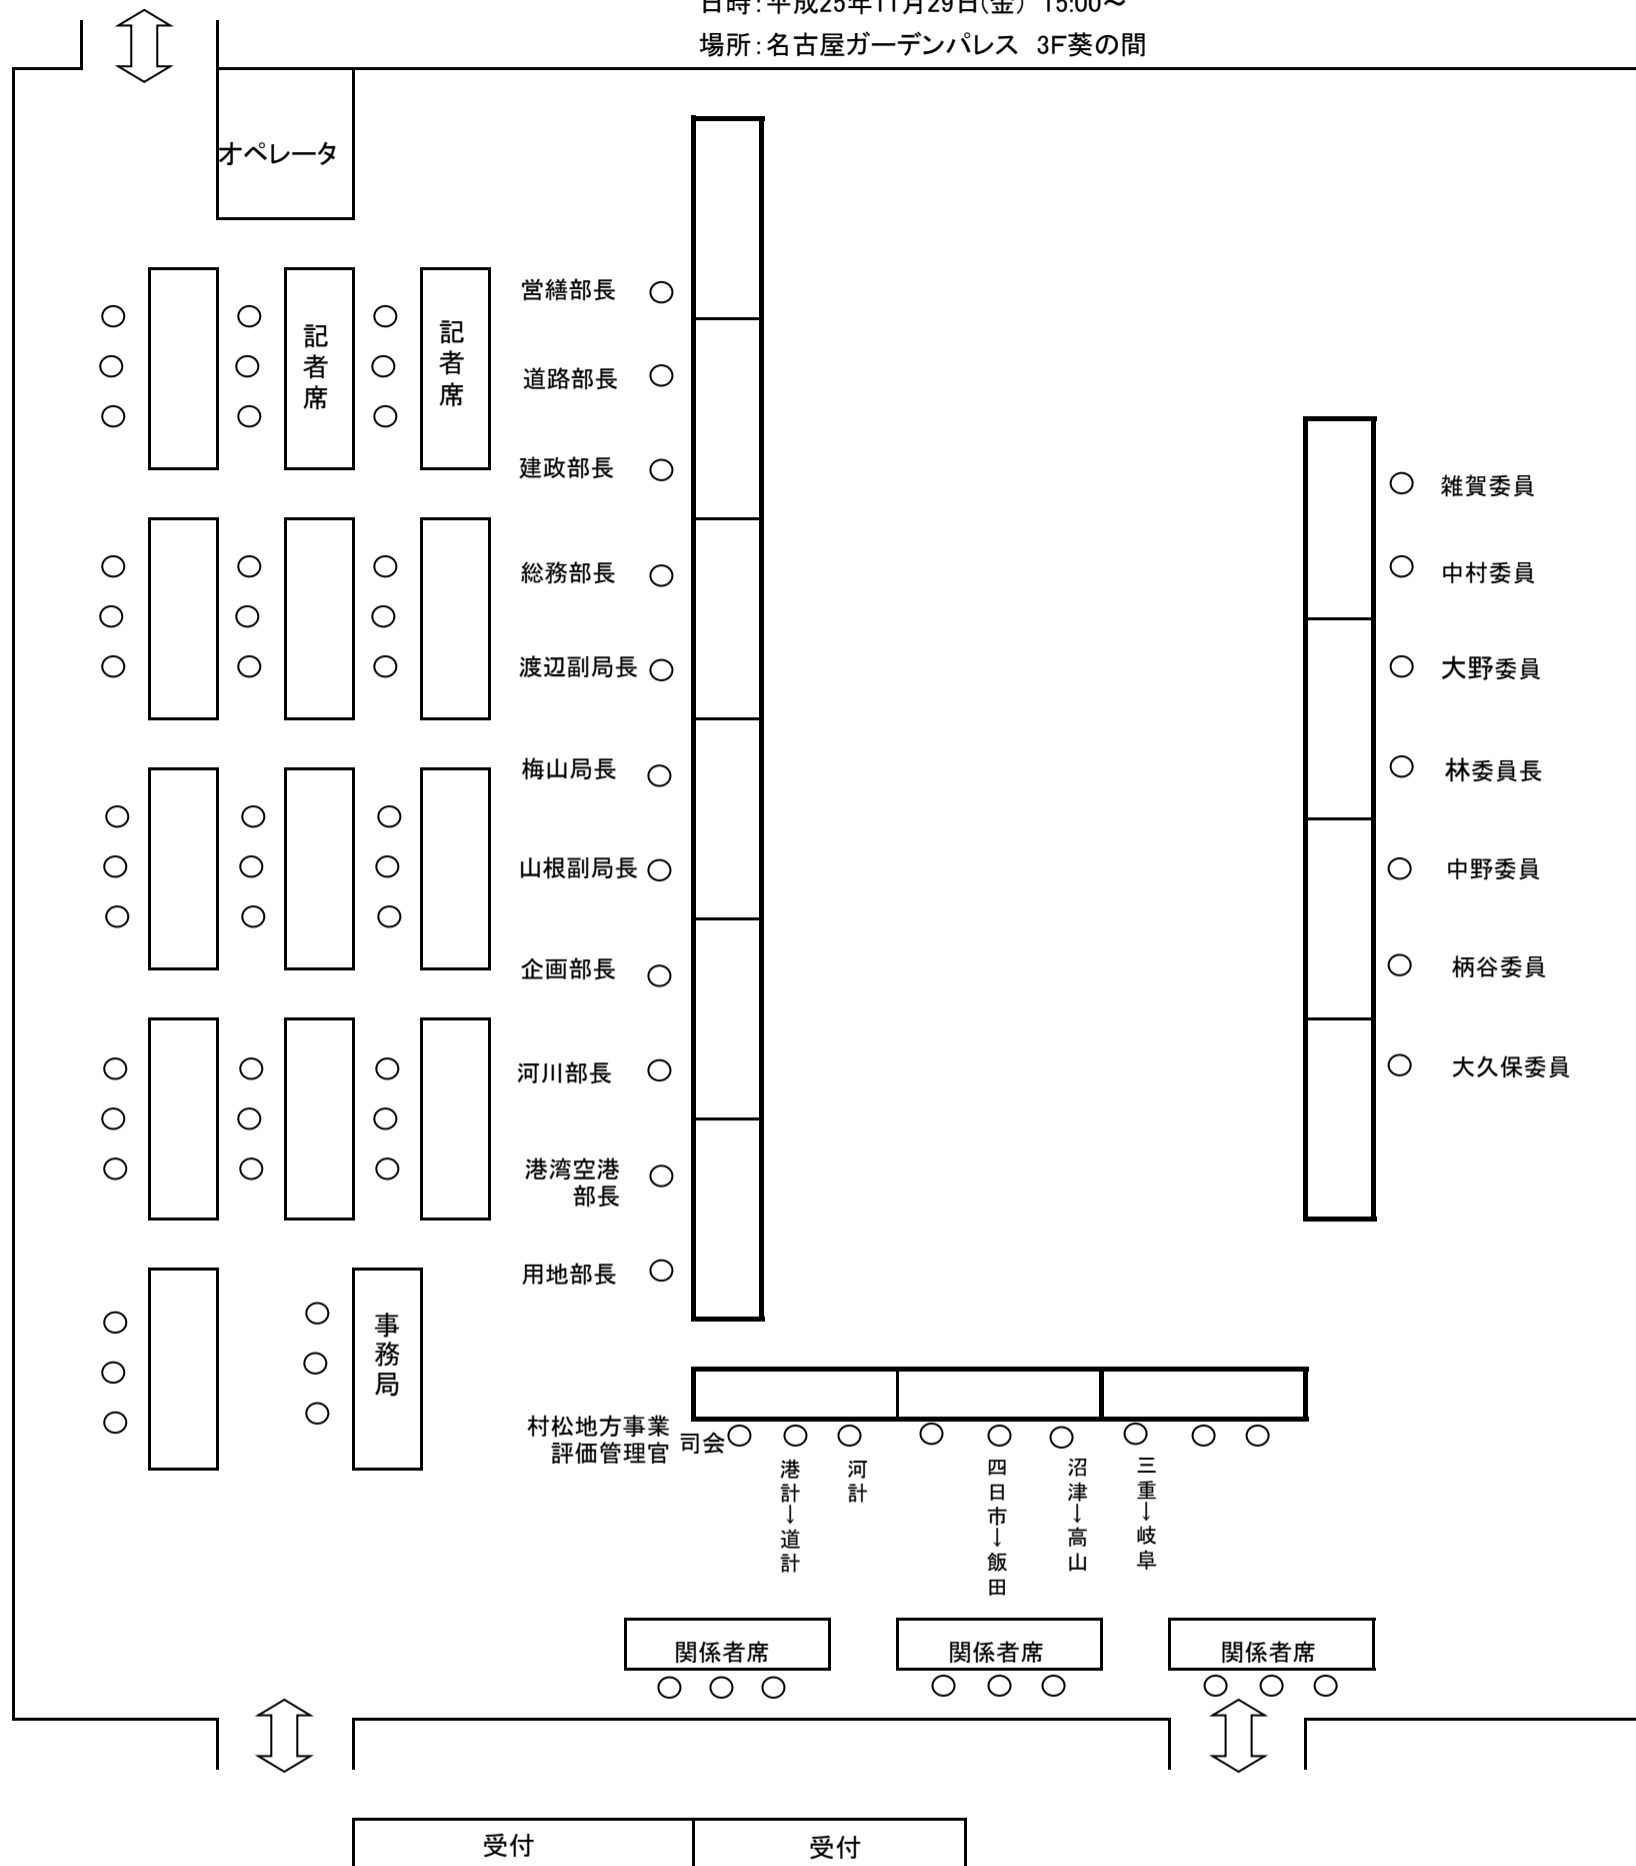 日時：平成25年11月29日(金) 15:00～
場所：名古屋ガーデンパレス　3F葵の間
オペレータ
記者席
記者席
営繕部長
道路部長
建政部長
総務部長
渡辺副局長
梅山局長
山根副局長
企画部長
河川部長
港湾空港
部長
用地部長
雑賀委員
中村委員
大野委員
林委員長
中野委員
柄谷委員
大久保委員
事務局
村松地方事業
評価管理官
司会
港計→道計
河計
四日市→飯田
沼津→高山
三重→岐阜
関係者席
関係者席
関係者席
受付
受付